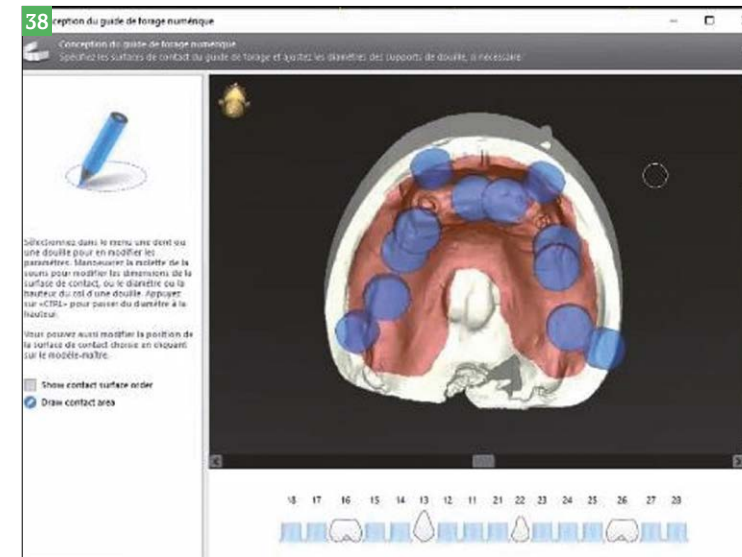 38
ception du guide de forage numérique
Conception du guide de forage numérique
Spécifiez les surfaces de contact du guide de forage et ajustez les diamètres des supports de douille, si nécessaire.
Sélectionnez dans le menu une dent ou
une douille pour en modifier les
paramètres. Manoeuvrez la molette de la
souris pour modifier les dimensions de la
surface de contact, ou le diamètre ou la
hauteur du col d'une douille. Appuyez
sur «CTRL» pour passer du diamètre à la
hauteur.
Vous pouvez aussi modifier la position de
la surface de contact choisie en cliquant
sur le modèle-maître.
Show contact surface order
Draw contact area
18 17 16 15 14 13 12 11 21 22 23 24 25 26 27 28